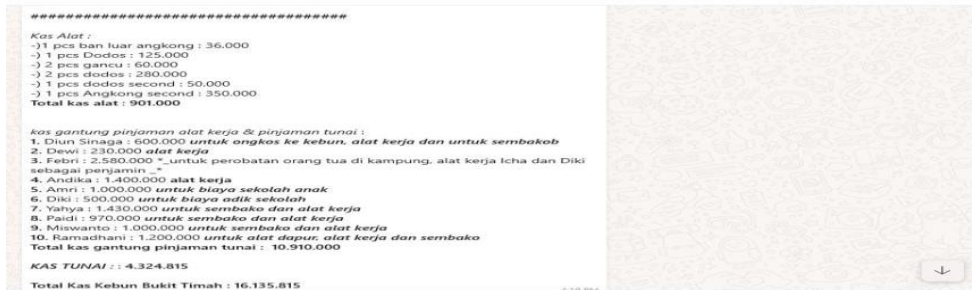 ####################################
Kas Alat :
-)1 pcs ban luar angkong : 36.000
-) 1 pcs Dodos : 125.000
-) 2 pcs gancu : 60.000
-) 2 pcs dodos : 280.000
-) 1 pcs dodos second : 50.000
-) 1 pcs Angkong second : 350.000
Total kas alat : 901.000
kas gantung pinjaman alat kerja & pinjaman tunai :
1. Diun Sinaga : 600.000 untuk ongkos ke kebun, alat kerja dan untuk sembakob
2. Dewi : 230.000 alat kerja
3. Febri : 2.580.000 *_untuk perobatan orang tua di kampung, alat kerja Icha dan Diki
sebagai penjamin _*
4. Andika : 1.400.000 alat kerja
5. Amri : 1.000.000 untuk biaya sekolah anak
6. Diki : 500.000 untuk biaya adik sekolah
7. Yahya : 1.430.000 untuk sembako dan alat kerja
8. Paidi : 970.000 untuk sembako dan alat kerja
9. Miswanto : 1.000.000 untuk sembako dan alat kerja
10. Ramadhani : 1.200.000 untuk alat dapur, alat kerja dan sembako
Total kas gantung pinjaman tunai : 10.910.000
KAS TUNAI : : 4.324.815
Total Kas Kebun Bukit Timah : 16.135.815